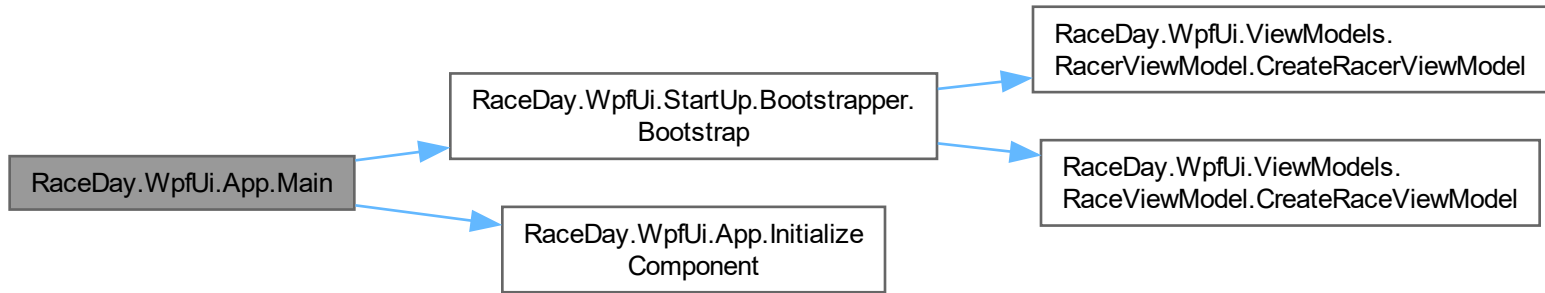 RaceDay.WpfUi.App.Main
RaceDay.WpfUi.StartUp.Bootstrapper.
Bootstrap
RaceDay.WpfUi.App.Initialize
Component
RaceDay.WpfUi.ViewModels.
RacerViewModel.CreateRacerViewModel
RaceDay.WpfUi.ViewModels.
RaceViewModel.CreateRaceViewModel